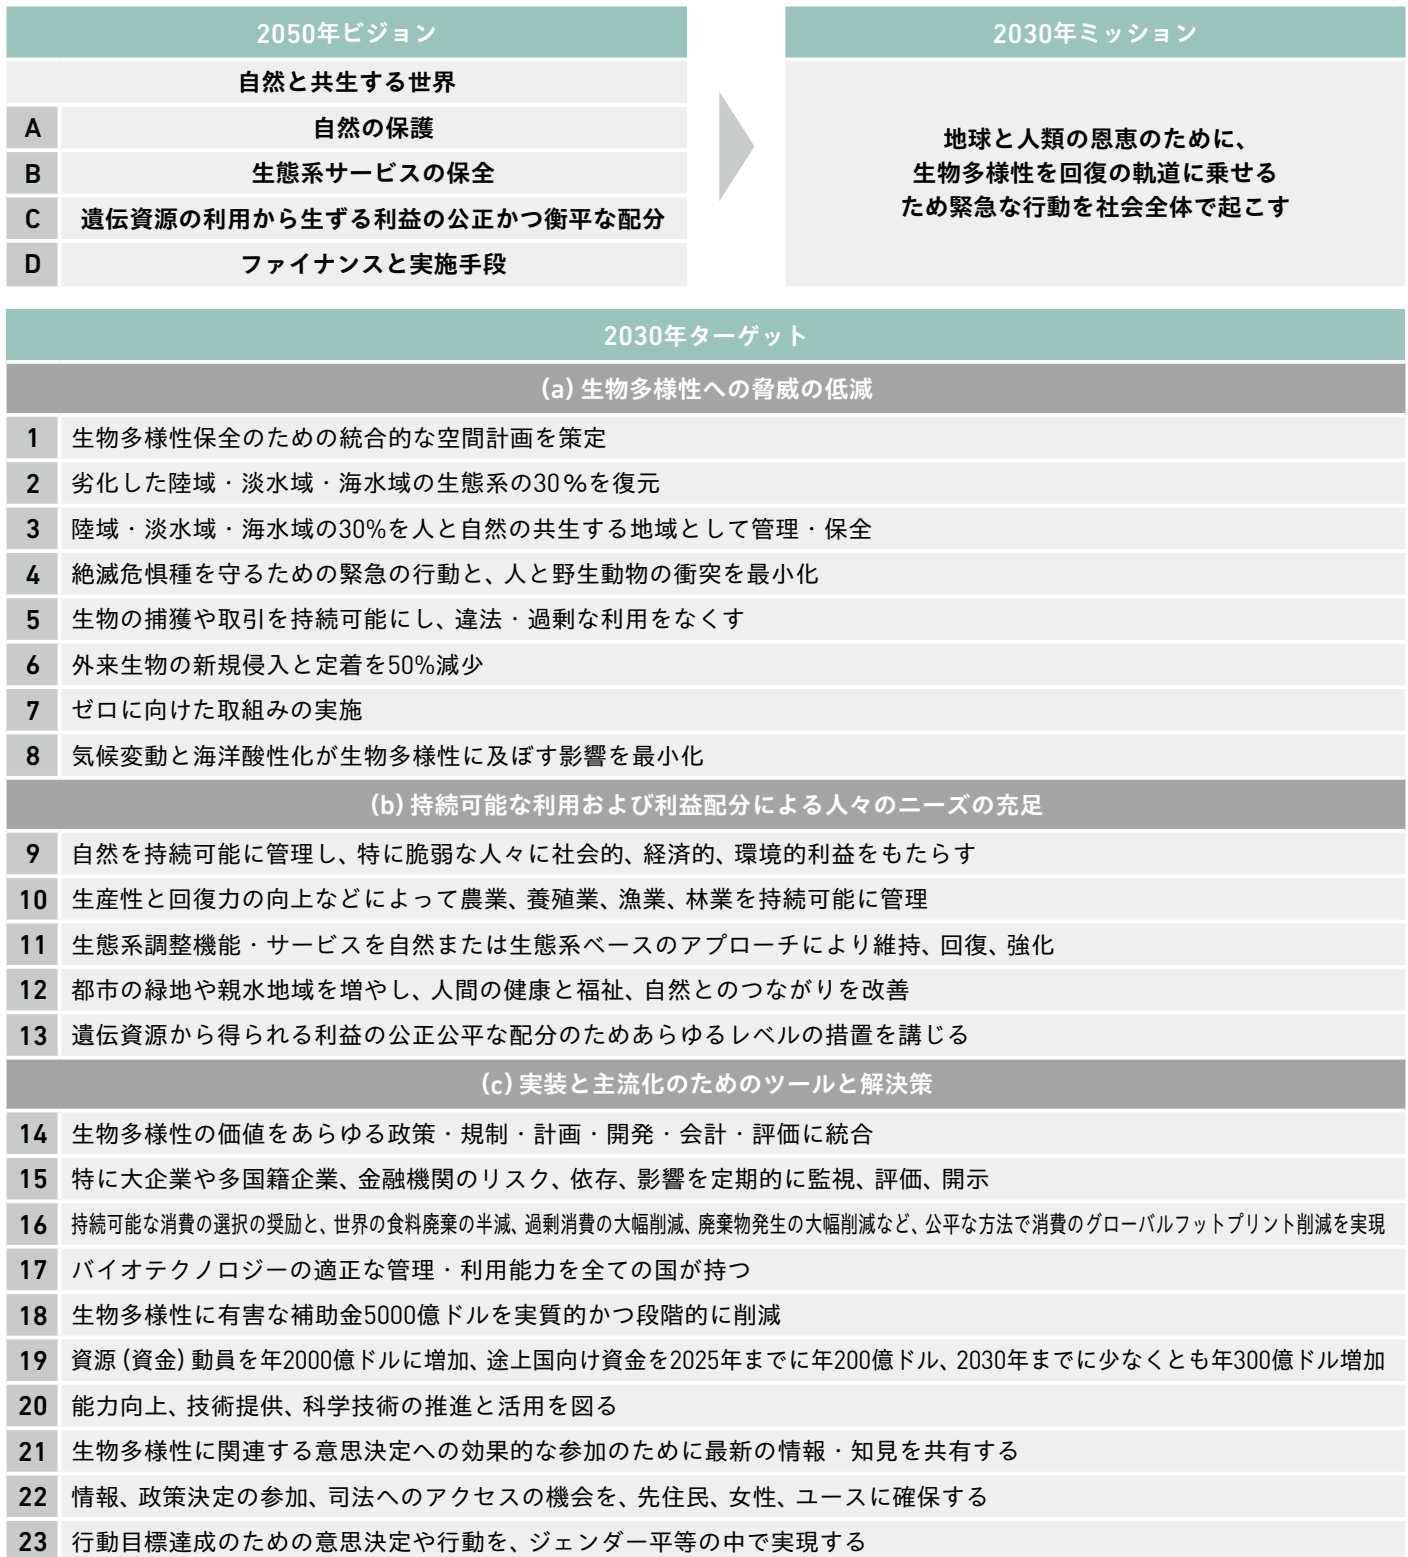 2050年ビジョン
自然と共生する世界
A 自然の保護
B 生態系サービスの保全
C 遺伝資源の利用から生ずる利益の公正かつ衡平な配分
D ファイナンスと実施手段
2030年ミッション
地球と人類の恩恵のために、
生物多様性を回復の軌道に乗せる
ため緊急な行動を社会全体で起こす
2030年ターゲット
(a) 生物多様性への脅威の低減
1 生物多様性保全のための統合的な空間計画を策定
2 劣化した陸域・淡水域・海水域の生態系の30%を復元
3 陸域・淡水域・海水域の30%を人と自然の共生する地域として管理・保全
4 絶滅危惧種を守るための緊急の行動と、人と野生動物の衝突を最小化
5 生物の捕獲や取引を持続可能にし、違法・過剰な利用をなくす
6 外来生物の新規侵入と定着を50%減少
7 ゼロに向けた取組みの実施
8 気候変動と海洋酸性化が生物多様性に及ぼす影響を最小化
(b) 持続可能な利用および利益配分による人々のニーズの充足
9 自然を持続可能に管理し、特に脆弱な人々に社会的、経済的、環境的利益をもたらす
10 生産性と回復力の向上などによって農業、養殖業、漁業、林業を持続可能に管理
11 生態系調整機能・サービスを自然または生態系ベースのアプローチにより維持、回復、強化
12 都市の緑地や親水地域を増やし、人間の健康と福祉、自然とのつながりを改善
13 遺伝資源から得られる利益の公正公平な配分のためあらゆるレベルの措置を講じる
(c) 実装と主流化のためのツールと解決策
14 生物多様性の価値をあらゆる政策・規制・計画・開発・会計・評価に統合
15 特に大企業や多国籍企業、金融機関のリスク、依存、影響を定期的に監視、評価、開示
16 持続可能な消費の選択の奨励と、世界の食料廃棄の半減、過剰消費の大幅削減、廃棄物発生の大幅削減など、公平な方法で消費のグローバルフットプリント削減を実現
17 バイオテクノロジーの適正な管理・利用能力を全ての国が持つ
18 生物多様性に有害な補助金5000億ドルを実質的かつ段階的に削減
19 資源(資金)動員を年2000億ドルに増加、途上国向け資金を2025年までに年200億ドル、2030年までに少なくとも年300億ドル増加
20 能力向上、技術提供、科学技術の推進と活用を図る
21 生物多様性に関連する意思決定への効果的な参加のために最新の情報・知見を共有する
22 情報、政策決定の参加、司法へのアクセスの機会を、先住民、女性、ユースに確保する
23 行動目標達成のための意思決定や行動を、ジェンダー平等の中で実現する